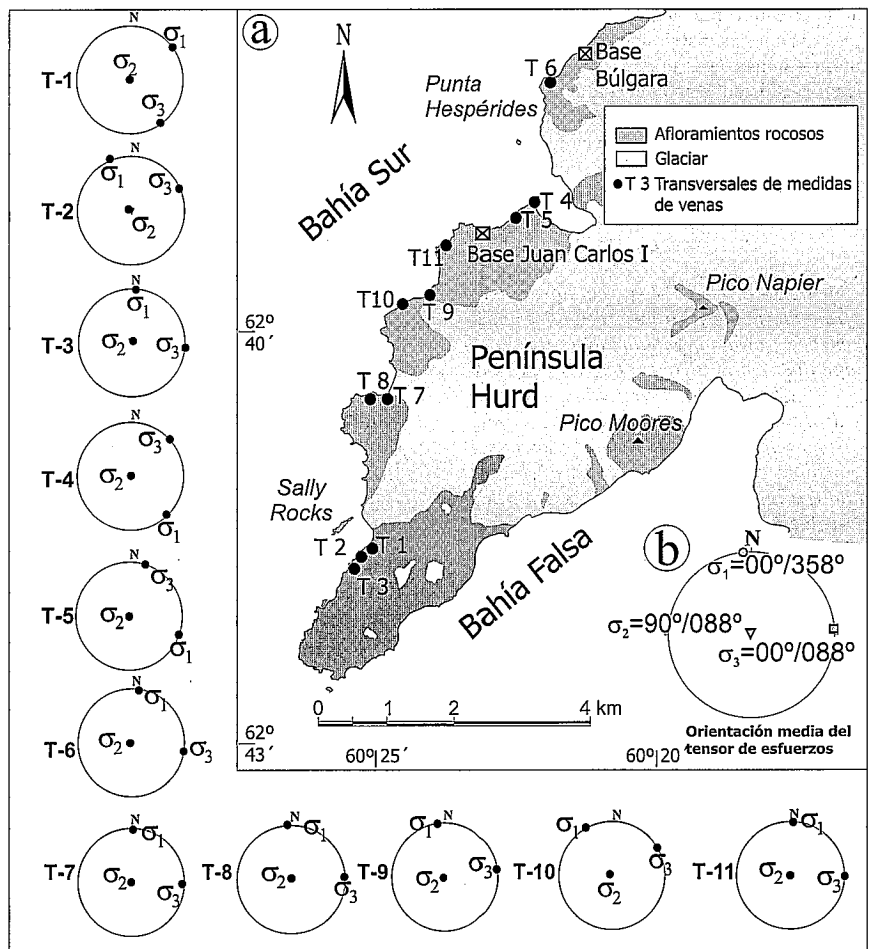 a
N
Punta
Hespérides
T 6
Base
Búlgara
Afloramientos rocosos
Glaciar
T 3 Transversales de medidas
de venas
Bahía Sur
T 4
T 5
T11
Base Juan Carlos I
T10
T 9
Pico Napier
62º
40´
Península
Hurd
T 8
T 7
Pico Moores
Sally
Rocks
T 2
T 1
T 3
Bahía Falsa
b
N
σ1=00º/358º
σ2=90º/088º
σ3=00º/088º
Orientación media del
tensor de esfuerzos
0 1 2 4 km
62º
43´
60º 25´
60º 20
T-1
N
σ1
σ2
σ3
T-2
N
σ1
σ3
σ2
T-3
N
σ1
σ2
σ3
T-4
N
σ3
σ2
σ1
T-5
N
σ3
σ2
σ1
T-6
N
σ1
σ2
σ3
T-7
N
σ1
σ2
σ3
T-8
N
σ1
σ2
σ3
T-9
N
σ1
σ2
σ3
T-10
N
σ1
σ3
σ2
T-11
N
σ1
σ2
σ3